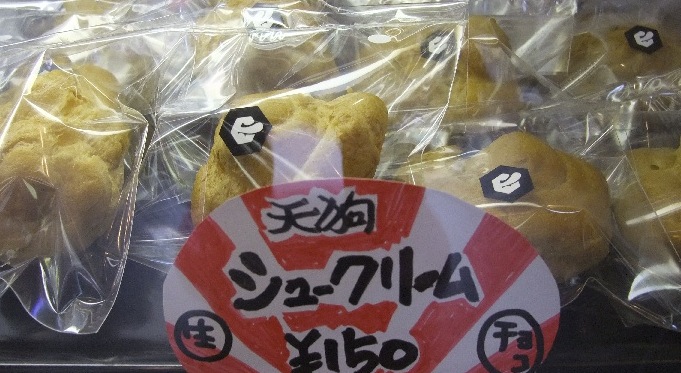 天狗
シュークリーム
生
¥150
チョコ